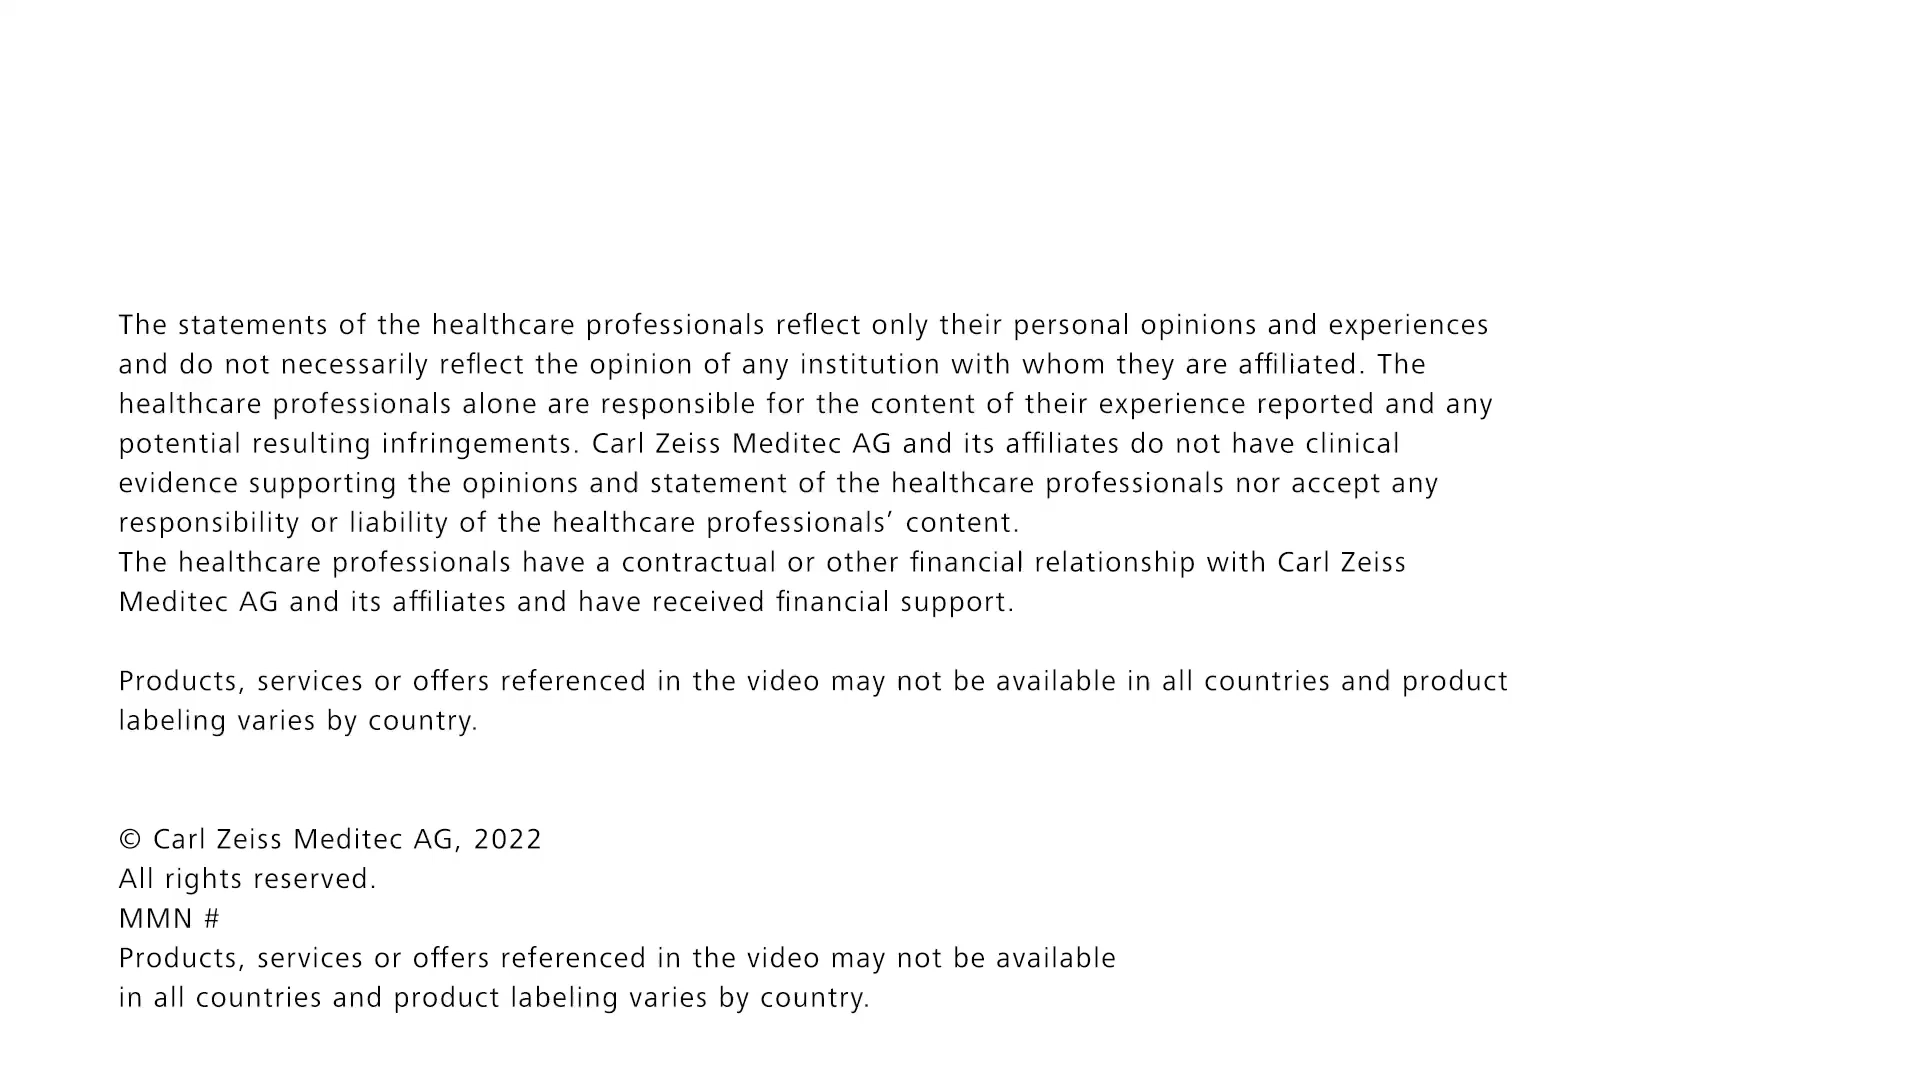 The statements of the healthcare professionals reflect only their personal opinions and experiences
and do not necessarily reflect the opinion of any institution with whom they are affiliated. The
healthcare professionals alone are responsible for the content of their experience reported and any
potential resulting infringements. Carl Zeiss Meditec AG and its affiliates do not have clinical
evidence supporting the opinions and statement of the healthcare professionals nor accept any
responsibility or liability of the healthcare professionals’ content.
The healthcare professionals have a contractual or other financial relationship with Carl Zeiss
Meditec AG and its affiliates and have received financial support.
Products, services or offers referenced in the video may not be available in all countries and product
labeling varies by country.
© Carl Zeiss Meditec AG, 2022
All rights reserved.
MMN #
Products, services or offers referenced in the video may not be available
in all countries and product labeling varies by country.